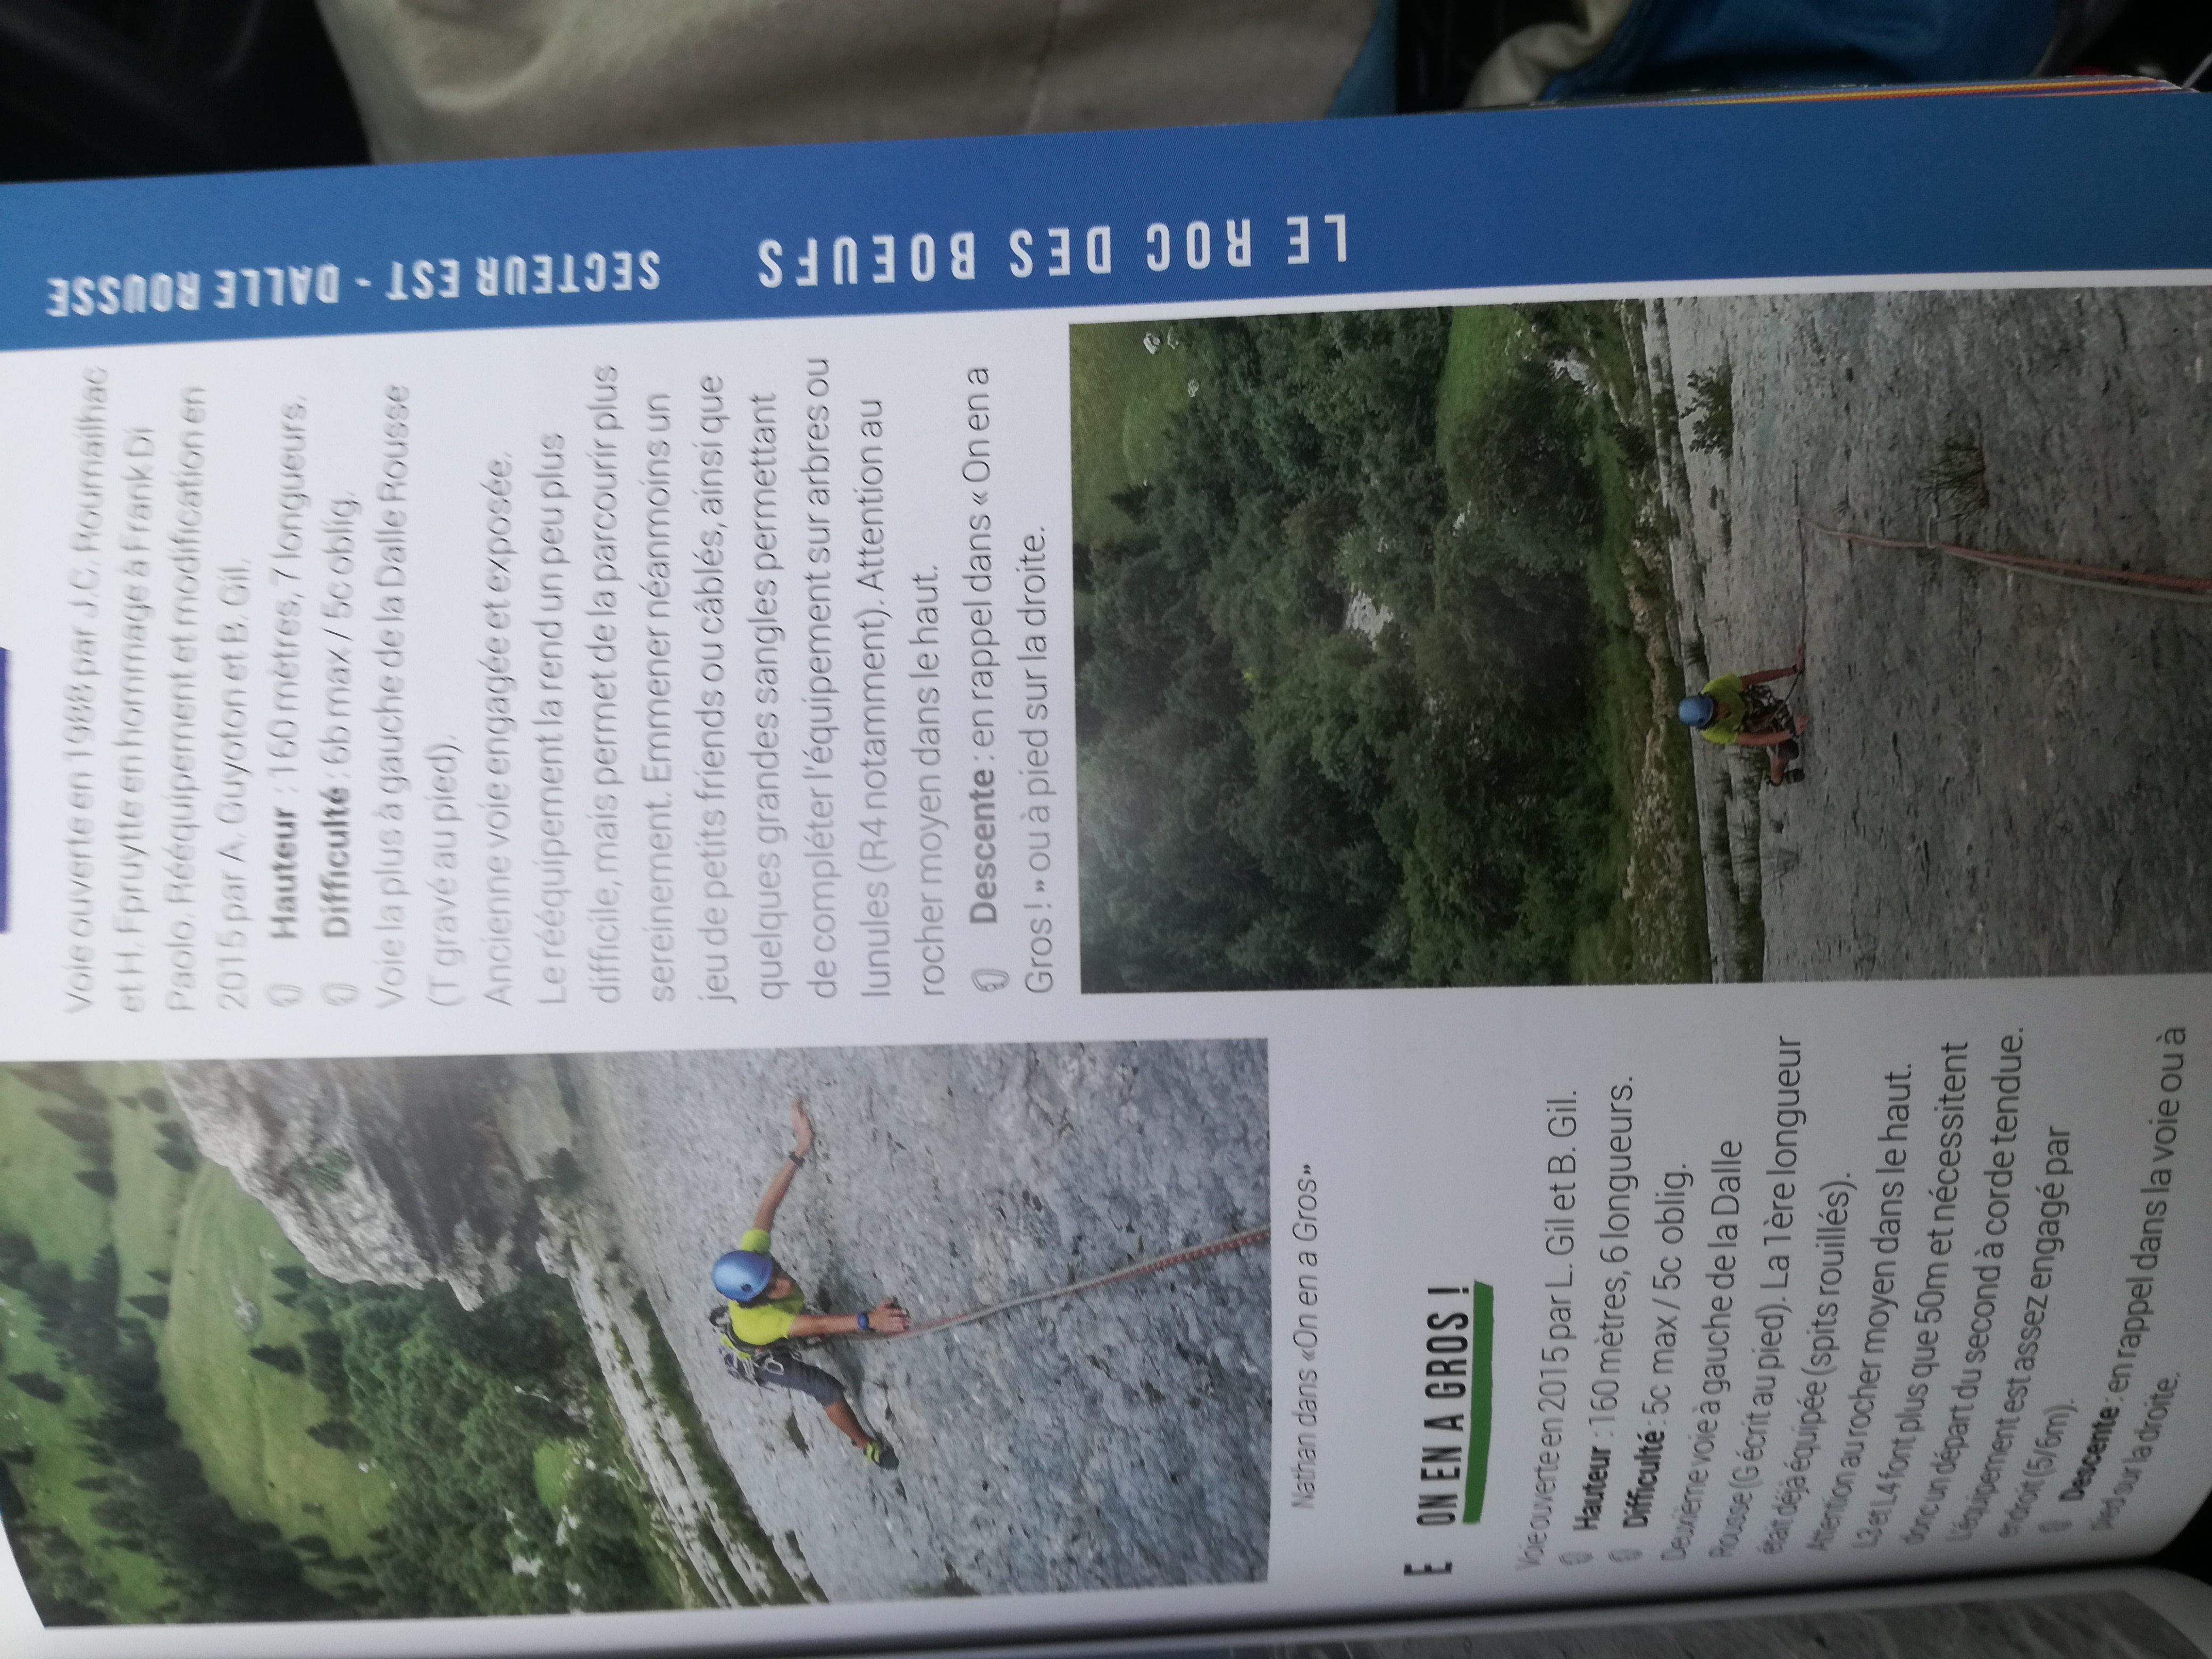 Nathan dans «On en a Gros»
E ON EN A GROS !
Voie ouverte en 2015 par L. Gil et B. Gil.
Hauteur : 160 mètres, 6 longueurs.
Difficulté : 5c max / 5c oblig.
Deuxième voie à gauche de la Dalle
Rousse (G écrit au pied). La 1ère longueur
était déjà équipée (spits rouillés).
Attention au rocher moyen dans le haut.
L3 et L4 font plus que 50m et nécessitent
donc un départ du second à corde tendue.
L'équipement est assez engagé par
endroit (5/6m).
Descente : en rappel dans la voie ou à
pied sur la droite.
Voie ouverte en 1988 par J.C. Roumailhac
et H. Epruytte en hommage à Frank Di
Paolo. Rééquipement et modification en
2015 par A. Guyoton et B. Gil.
Hauteur : 160 mètres, 7 longueurs.
Difficulté : 6b max / 5c oblig.
Voie la plus à gauche de la Dalle Rousse
(T gravé au pied).
Ancienne voie engagée et exposée.
Le rééquipement la rend un peu plus
difficile, mais permet de la parcourir plus
sereinement. Emmener néanmoins un
jeu de petits friends ou câblés, ainsi que
quelques grandes sangles permettant
de compléter l'équipement sur arbres ou
lunules (R4 notamment). Attention au
rocher moyen dans le haut.
Descente : en rappel dans « On en a
Gros ! » ou à pied sur la droite.
LE ROC DES BOEUFS
SECTEUR EST - DALLE ROUSSE